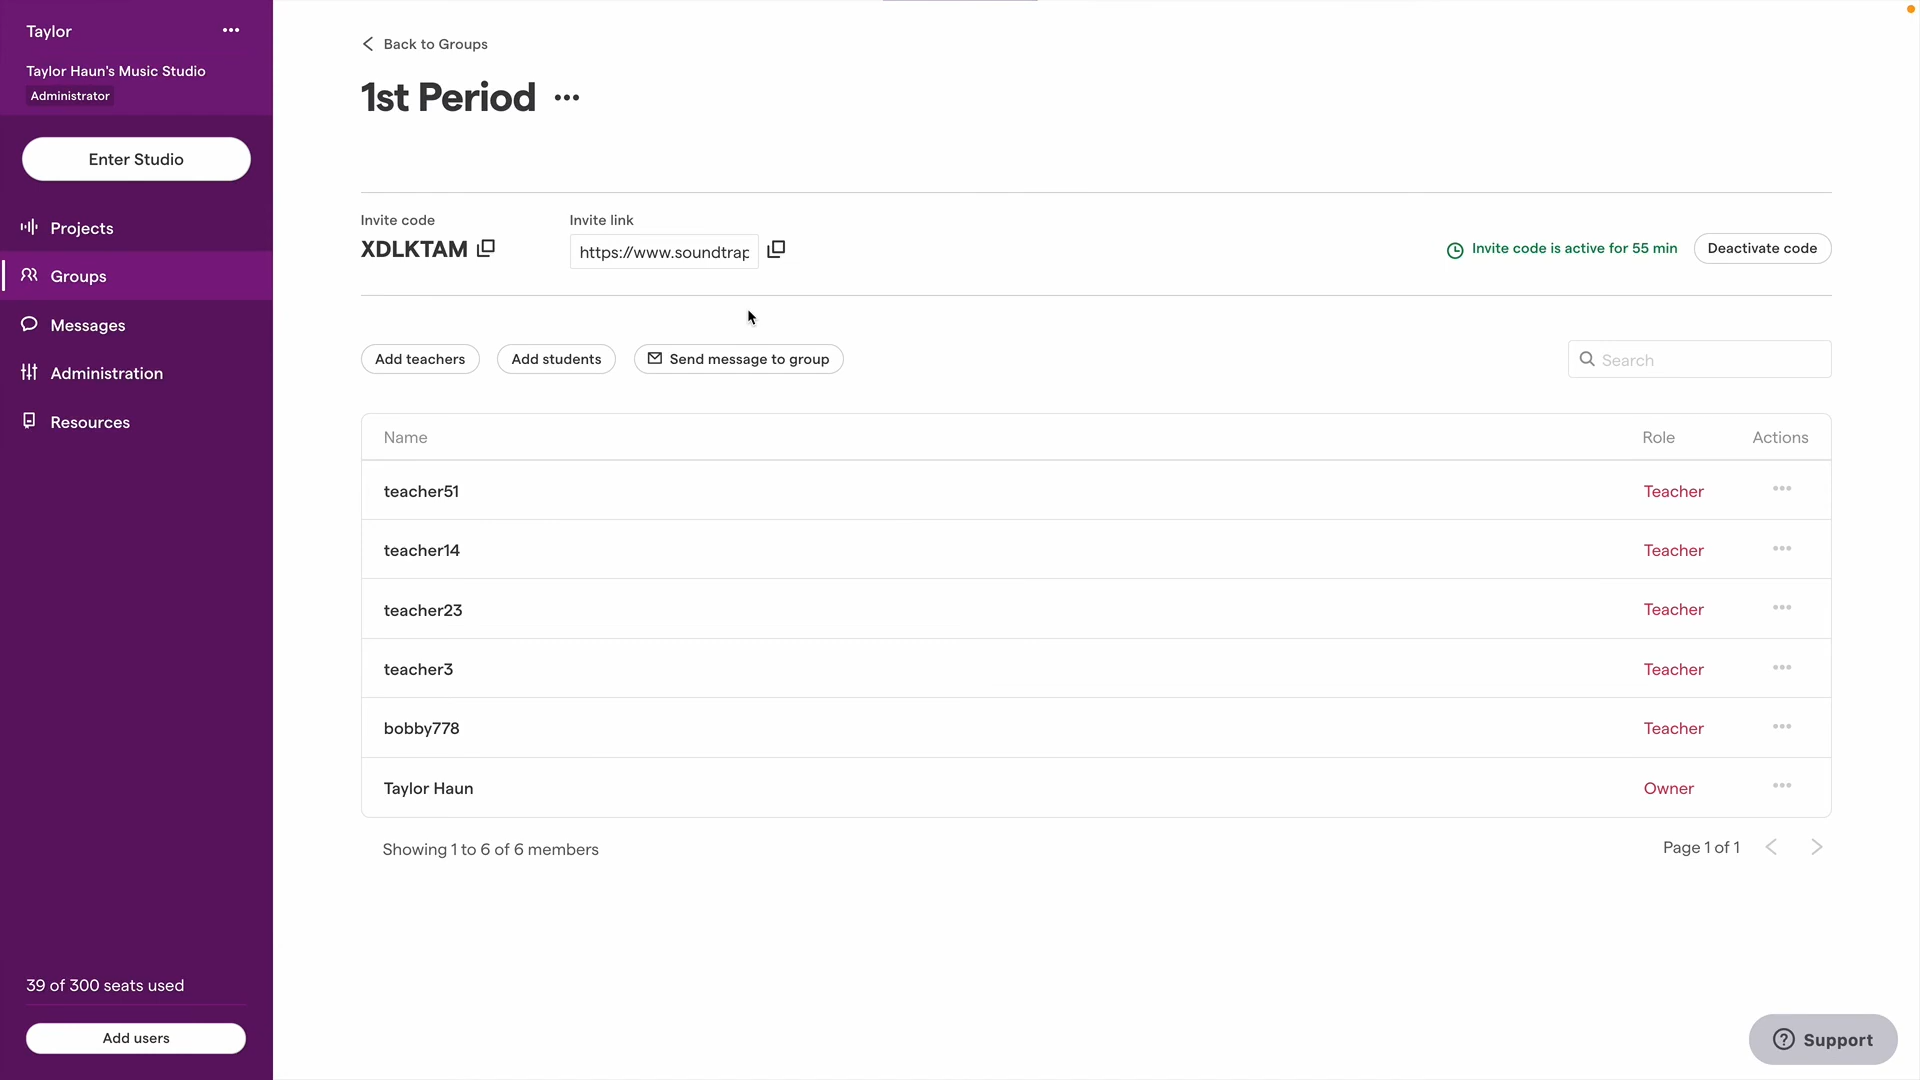 Taylor
Taylor Haun's Music Studio
Administrator
Enter Studio
Projects
Groups
Messages
Administration
Resources
39 of 300 seats used
Add users
Back to Groups
1st Period
Invite code
XDLKTAM
Invite link
https://www.soundtrap
Invite code is active for 55 min
Deactivate code
Add teachers
Add students
Send message to group
Search
Name Role Actions
teacher51 Teacher
teacher14 Teacher
teacher23 Teacher
teacher3 Teacher
bobby778 Teacher
Taylor Haun Owner
Showing 1 to 6 of 6 members
Page 1 of 1
Support